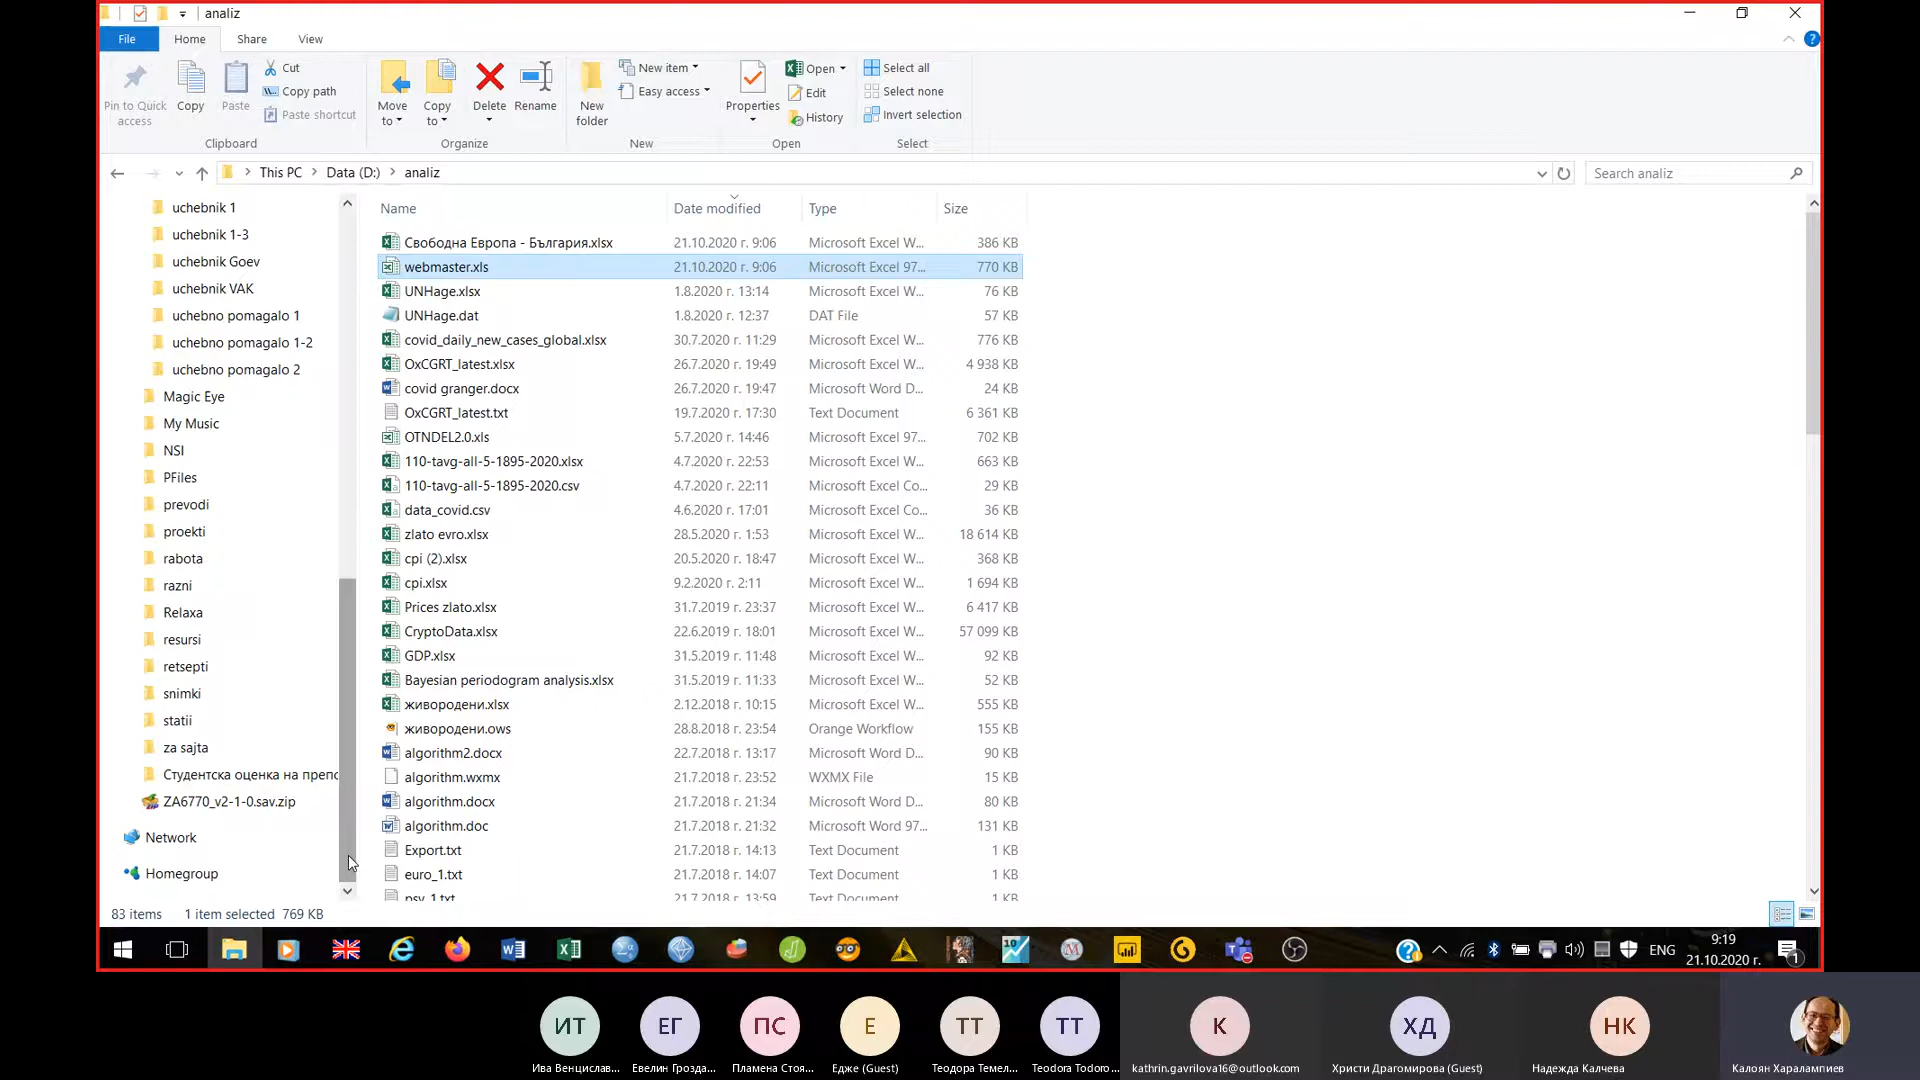 analiz
File Home Share View
Pin to Quick access
Copy
Paste
Cut
Copy path
Paste shortcut
Clipboard
Move to
Copy to
Delete
Rename
Organize
New folder
New item
Easy access
New
Properties
Open
Edit
History
Open
Select all
Select none
Invert selection
Select
This PC > Data (D:) > analiz
Search analiz
uchebnik 1
uchebnik 1-3
uchebnik Goev
uchebnik VAK
uchebno pomagalo 1
uchebno pomagalo 1-2
uchebno pomagalo 2
Magic Eye
My Music
NSI
PFiles
prevodi
proekti
rabota
razni
Relaxa
resursi
retsepti
snimki
statii
za sajta
Студентска оценка на препо
ZA6770_v2-1-0.sav.zip
Network
Homegroup
Name Date modified Type Size
Свободна Европа - България.xlsx 21.10.2020 г. 9:06 Microsoft Excel W... 386 KB
webmaster.xls 21.10.2020 г. 9:06 Microsoft Excel 97... 770 KB
UNHage.xlsx 1.8.2020 г. 13:14 Microsoft Excel W... 76 KB
UNHage.dat 1.8.2020 г. 12:37 DAT File 57 KB
covid_daily_new_cases_global.xlsx 30.7.2020 г. 11:29 Microsoft Excel W... 776 KB
OxCGRT_latest.xlsx 26.7.2020 г. 19:49 Microsoft Excel W... 4 938 KB
covid granger.docx 26.7.2020 г. 19:47 Microsoft Word D... 24 KB
OxCGRT_latest.txt 19.7.2020 г. 17:30 Text Document 6 361 KB
OTNDEL2.0.xls 5.7.2020 г. 14:46 Microsoft Excel 97... 702 KB
110-tavg-all-5-1895-2020.xlsx 4.7.2020 г. 22:53 Microsoft Excel W... 663 KB
110-tavg-all-5-1895-2020.csv 4.7.2020 г. 22:11 Microsoft Excel Co... 29 KB
data_covid.csv 4.6.2020 г. 17:01 Microsoft Excel Co... 36 KB
zlato evro.xlsx 28.5.2020 г. 1:53 Microsoft Excel W... 18 614 KB
cpi (2).xlsx 20.5.2020 г. 18:47 Microsoft Excel W... 368 KB
cpi.xlsx 9.2.2020 г. 2:11 Microsoft Excel W... 1 694 KB
Prices zlato.xlsx 31.7.2019 г. 23:37 Microsoft Excel W... 6 417 KB
CryptoData.xlsx 22.6.2019 г. 18:01 Microsoft Excel W... 57 099 KB
GDP.xlsx 31.5.2019 г. 11:48 Microsoft Excel W... 92 KB
Bayesian periodogram analysis.xlsx 31.5.2019 г. 11:33 Microsoft Excel W... 52 KB
живородени.xlsx 2.12.2018 г. 10:15 Microsoft Excel W... 555 KB
живородени.ows 28.8.2018 г. 23:54 Orange Workflow 155 KB
algorithm2.docx 22.7.2018 г. 13:17 Microsoft Word D... 90 KB
algorithm.wxmx 21.7.2018 г. 23:52 WXMX File 15 KB
algorithm.docx 21.7.2018 г. 21:34 Microsoft Word D... 80 KB
algorithm.doc 21.7.2018 г. 21:32 Microsoft Word 97... 131 KB
Export.txt 21.7.2018 г. 14:13 Text Document 1 KB
euro_1.txt 21.7.2018 г. 14:07 Text Document 1 KB
psy_1.txt 21.7.2018 г. 13:59 Text Document 1 KB
83 items 1 item selected 769 KB
ENG
9:19
21.10.2020 г.
1
ИТ ЕГ ПС Е ТТ ТТ K ХД НК
Ива Венцислав... Евелин Грозда... Пламена Стоя... Едже (Guest) Теодора Темел... Teodora Todoro... kathrin.gavrilova16@outlook.com Христи Драгомирова (Guest) Надежда Калчева Калоян Харалампиев